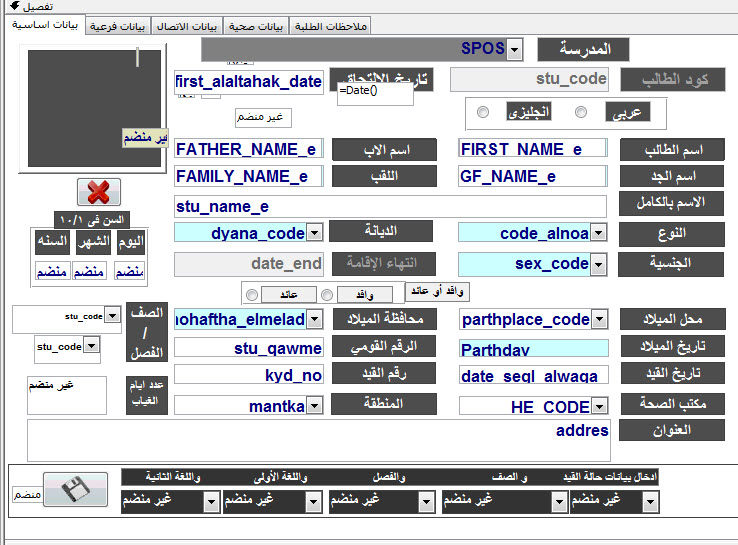 تفصيل
بيانات اساسية
بيانات فرعية
بيانات الاتصال
بيانات صحية
ملاحظات الطلبة
المدرسة
SPOS
كود الطالب
stu_code
تاريخ الالتحاق
first_alaltahak_date
=Date()
عربي
انجليزى
غير منضم
غير منضم
اسم الطالب
FIRST_NAME_e
اسم الاب
FATHER_NAME_e
اسم الجد
GF_NAME_e
اللقب
FAMILY_NAME_e
الاسم بالكامل
stu_name_e
السن فى ١٠/١
اليوم
الشهر
السنه
منضم
منضم
منضم
النوع
code_alnoa
الديانة
dyana_code
الجنسية
sex_code
انتهاء الإقامة
date_end
وافد أو عائد
وافد
عائد
محل الميلاد
parthplace_code
محافظة الميلاد
mohaftha_elmelad
الصف
/
الفصل
stu_code
stu_code
تاريخ الميلاد
Parthday
الرقم القومي
stu_qawme
تاريخ القيد
date_segl_alwaqa
رقم القيد
kyd_no
مكتب الصحة
HE_CODE
المنطقة
mantka
عدد ايام
الغياب
غير منضم
العنوان
addres
ادخال بيانات حالة القيد
و الصف
والفصل
واللغة الأولى
واللغة الثانية
غير منضم
غير منضم
غير منضم
غير منضم
غير منضم
منضم